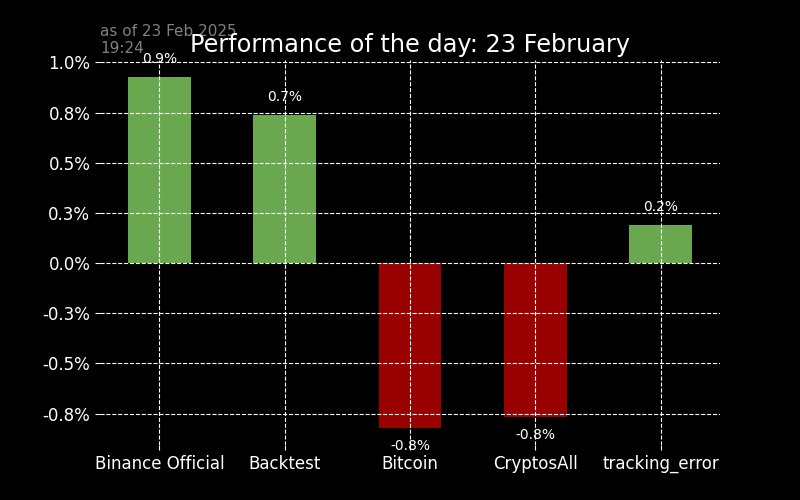 as of 23 Feb 2025
19:24
Performance of the day: 23 February
1.0%
0.8%
0.5%
0.3%
0.0%
-0.3%
-0.5%
-0.8%
0.9%
0.7%
-0.8%
-0.8%
0.2%
Binance Official
Backtest
Bitcoin
CryptosAll
tracking_error